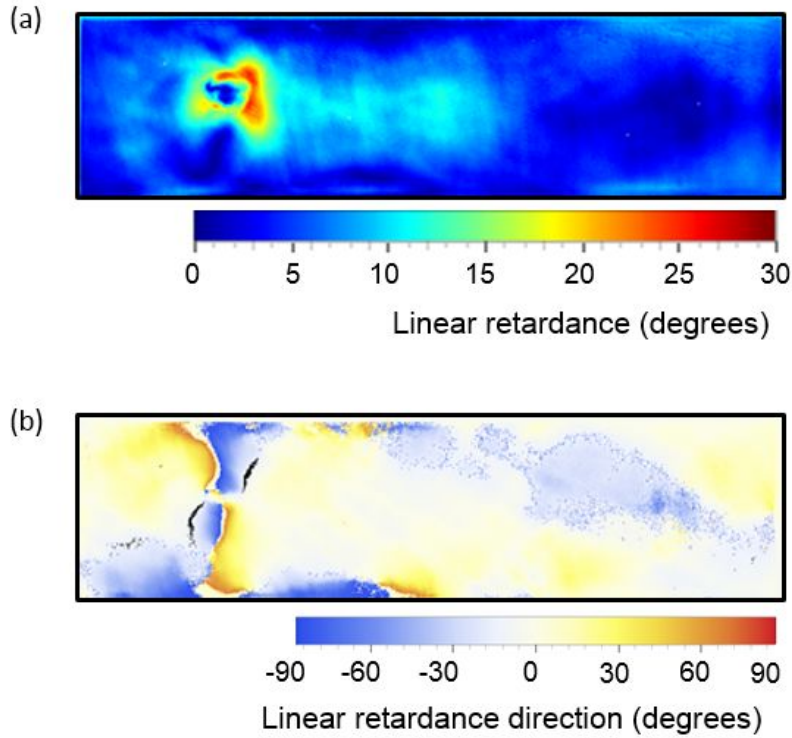 (a)
0 5 10 15 20 25 30
Linear retardance (degrees)
(b)
-90 -60 -30 0 30 60 90
Linear retardance direction (degrees)